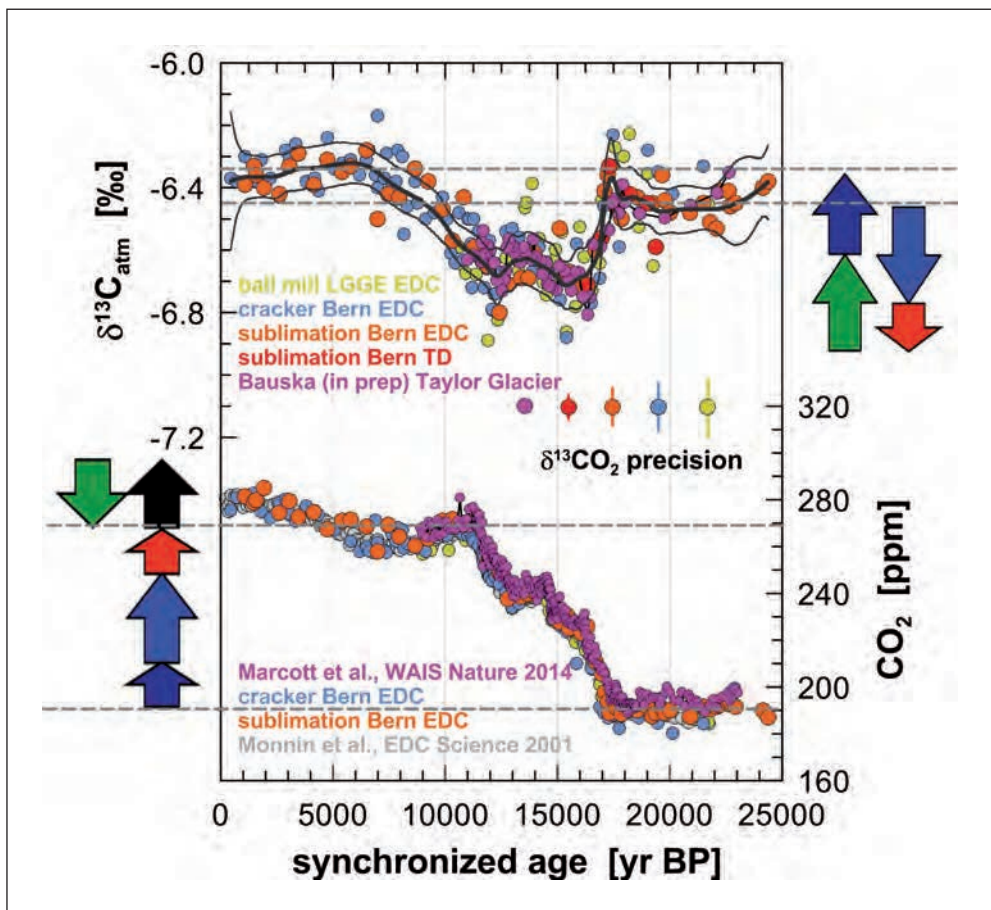 -6.0
-6.4
-6.8
-7.2
δ¹³Catm [‰]
ball mill LGGE EDC
cracker Bern EDC
sublimation Bern EDC
sublimation Bern TD
Bauska (in prep) Taylor Glacier
δ¹³CO₂ precision
320
280
240
200
160
CO₂ [ppm]
Marcott et al., WAIS Nature 2014
cracker Bern EDC
sublimation Bern EDC
Monnin et al., EDC Science 2001
0 5000 10000 15000 20000 25000
synchronized age [yr BP]